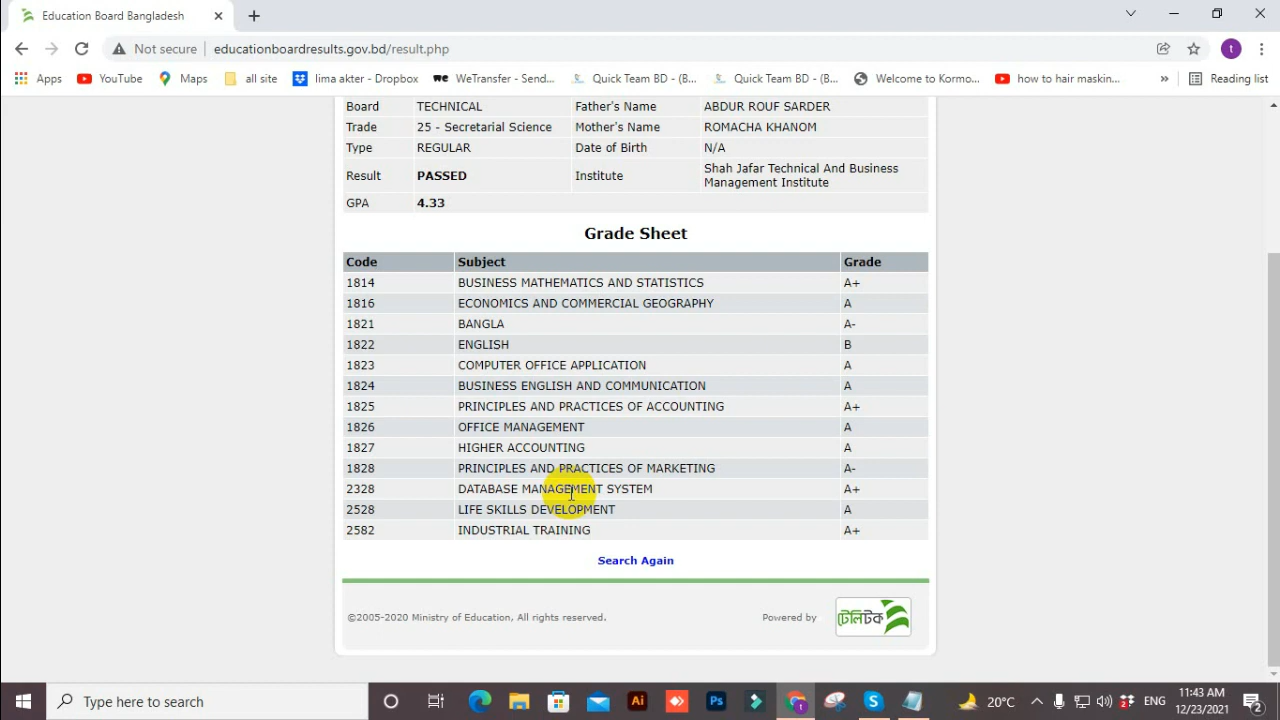 Education Board Bangladesh
Not secure educationboardresults.gov.bd/result.php
Apps YouTube Maps all site lima akter - Dropbox WeTransfer - Send... Quick Team BD - (B... Quick Team BD - (B... Welcome to Kormo... how to hair maskin... » Reading list
Board TECHNICAL Father's Name ABDUR ROUF SARDER
Trade 25 - Secretarial Science Mother's Name ROMACHA KHANOM
Type REGULAR Date of Birth N/A
Result PASSED Institute Shah Jafar Technical And Business
Management Institute
GPA 4.33
Grade Sheet
Code Subject Grade
1814 BUSINESS MATHEMATICS AND STATISTICS A+
1816 ECONOMICS AND COMMERCIAL GEOGRAPHY A
1821 BANGLA A-
1822 ENGLISH B
1823 COMPUTER OFFICE APPLICATION A
1824 BUSINESS ENGLISH AND COMMUNICATION A
1825 PRINCIPLES AND PRACTICES OF ACCOUNTING A+
1826 OFFICE MANAGEMENT A
1827 HIGHER ACCOUNTING A
1828 PRINCIPLES AND PRACTICES OF MARKETING A-
2328 DATABASE MANAGEMENT SYSTEM A+
2528 LIFE SKILLS DEVELOPMENT A
2582 INDUSTRIAL TRAINING A+
Search Again
©2005-2020 Ministry of Education, All rights reserved. Powered by টেলিটক
Type here to search Ai Ps 20°C ENG 11:43 AM
12/23/2021